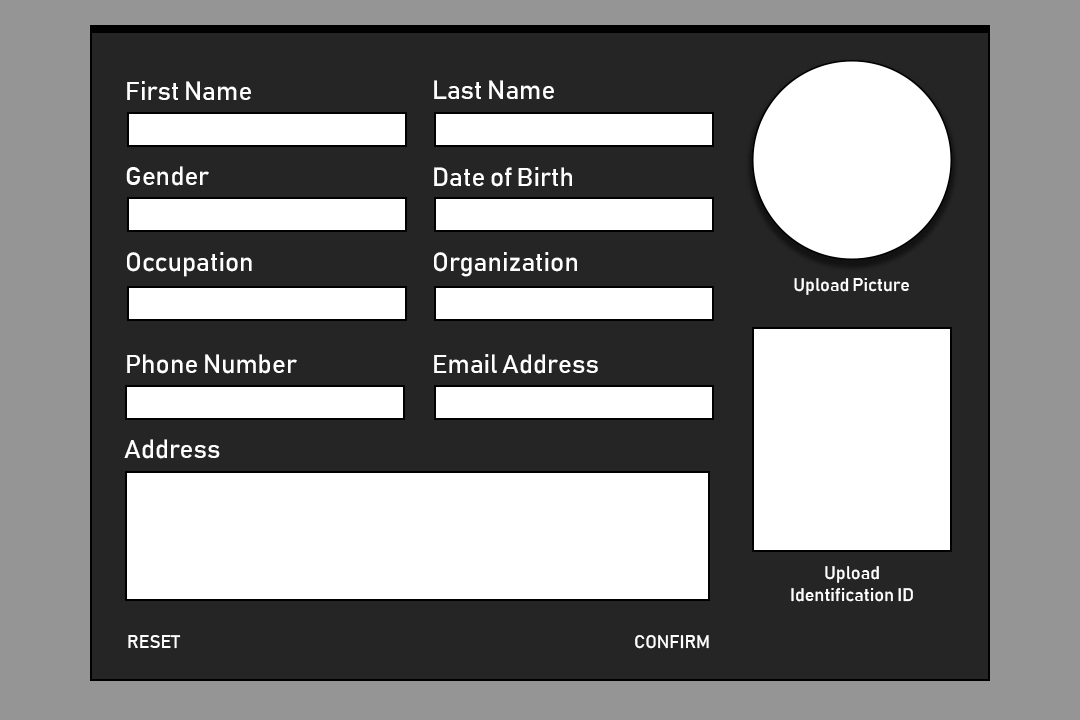 First Name
Last Name
Gender
Date of Birth
Occupation
Organization
Phone Number
Email Address
Address
RESET
CONFIRM
Upload Picture
Upload
Identification ID